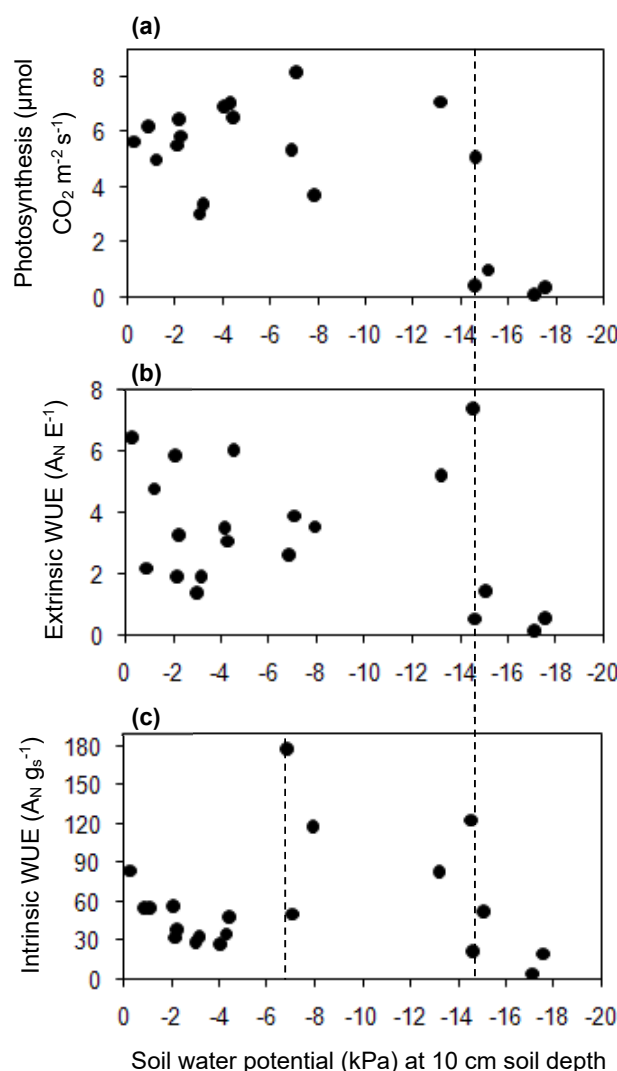 (a)
Photosynthesis (µmol
CO₂ m⁻² s⁻¹)
8
6
4
2
0
0 -2 -4 -6 -8 -10 -12 -14 -16 -18 -20
(b)
Extrinsic WUE (A_N E⁻¹)
8
6
4
2
0
0 -2 -4 -6 -8 -10 -12 -14 -16 -18 -20
(c)
Intrinsic WUE (A_N g_s⁻¹)
180
150
120
90
60
30
0
0 -2 -4 -6 -8 -10 -12 -14 -16 -18 -20
Soil water potential (kPa) at 10 cm soil depth